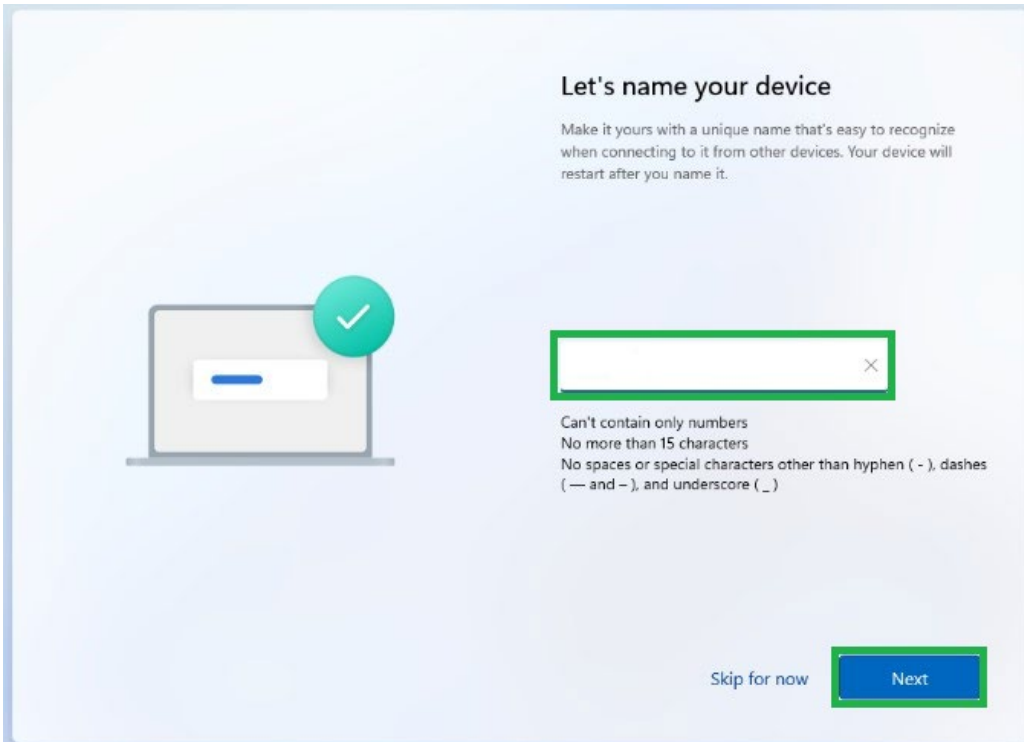 Let's name your device
Make it yours with a unique name that's easy to recognize
when connecting to it from other devices. Your device will
restart after you name it.
Can't contain only numbers
No more than 15 characters
No spaces or special characters other than hyphen ( - ), dashes
( — and – ), and underscore ( _ )
Skip for now
Next